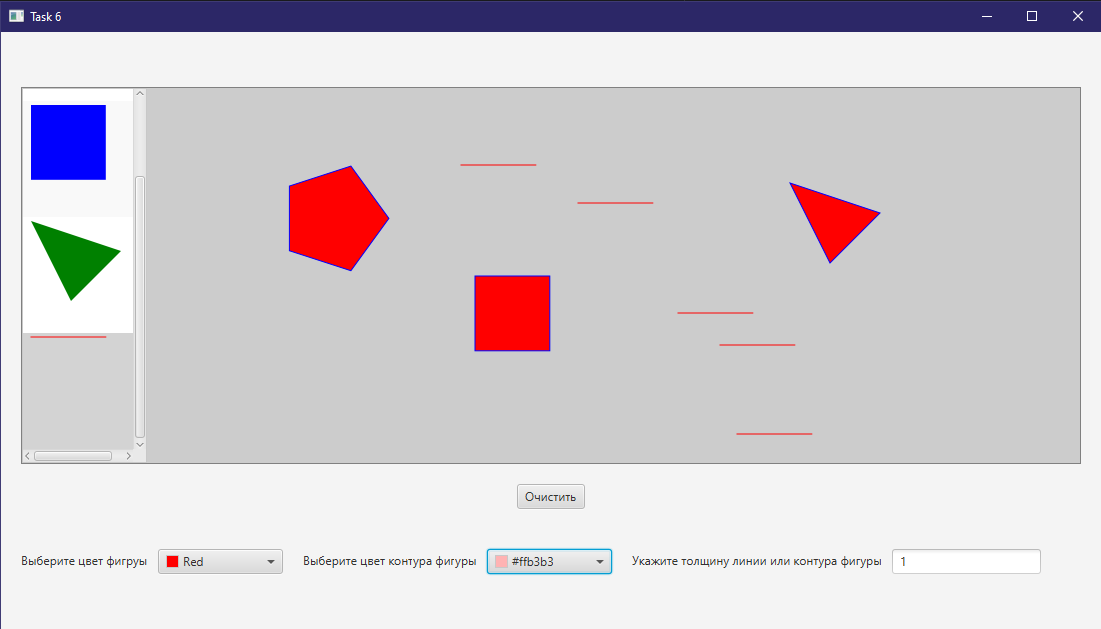 Task 6
Очистить
Выберите цвет фигруы Red Выберите цвет контура фигуры #ffb3b3 Укажите толщину линии или контура фигуры 1